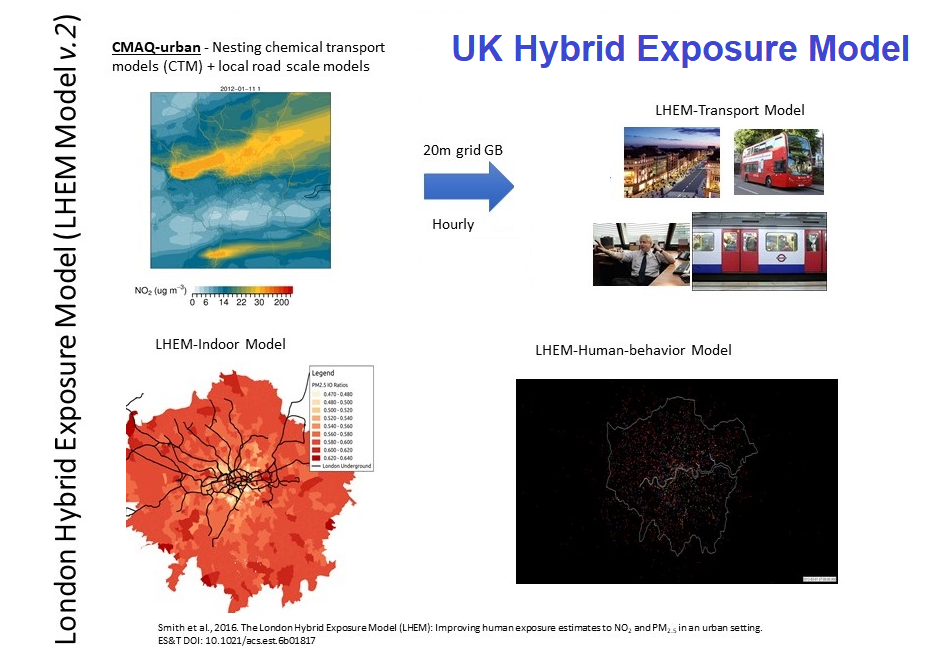 London Hybrid Exposure Model (LHEM Model v.2)
CMAQ-urban - Nesting chemical transport
models (CTM) + local road scale models
UK Hybrid Exposure Model
2012-01-11 1
NO₂ (ug m⁻³)
0 6 14 22 30 200
20m grid GB
Hourly
LHEM-Transport Model
LHEM-Indoor Model
Legend
PM2.5 IO Ratios
0.470 - 0.480
0.480 - 0.500
0.500 - 0.520
0.520 - 0.540
0.540 - 0.560
0.560 - 0.580
0.580 - 0.600
0.600 - 0.620
0.620 - 0.640
London Underground
LHEM-Human-behavior Model
Smith et al., 2016. The London Hybrid Exposure Model (LHEM): Improving human exposure estimates to NO₂ and PM₂.₅ in an urban setting.
ES&T DOI: 10.1021/acs.est.6b01817